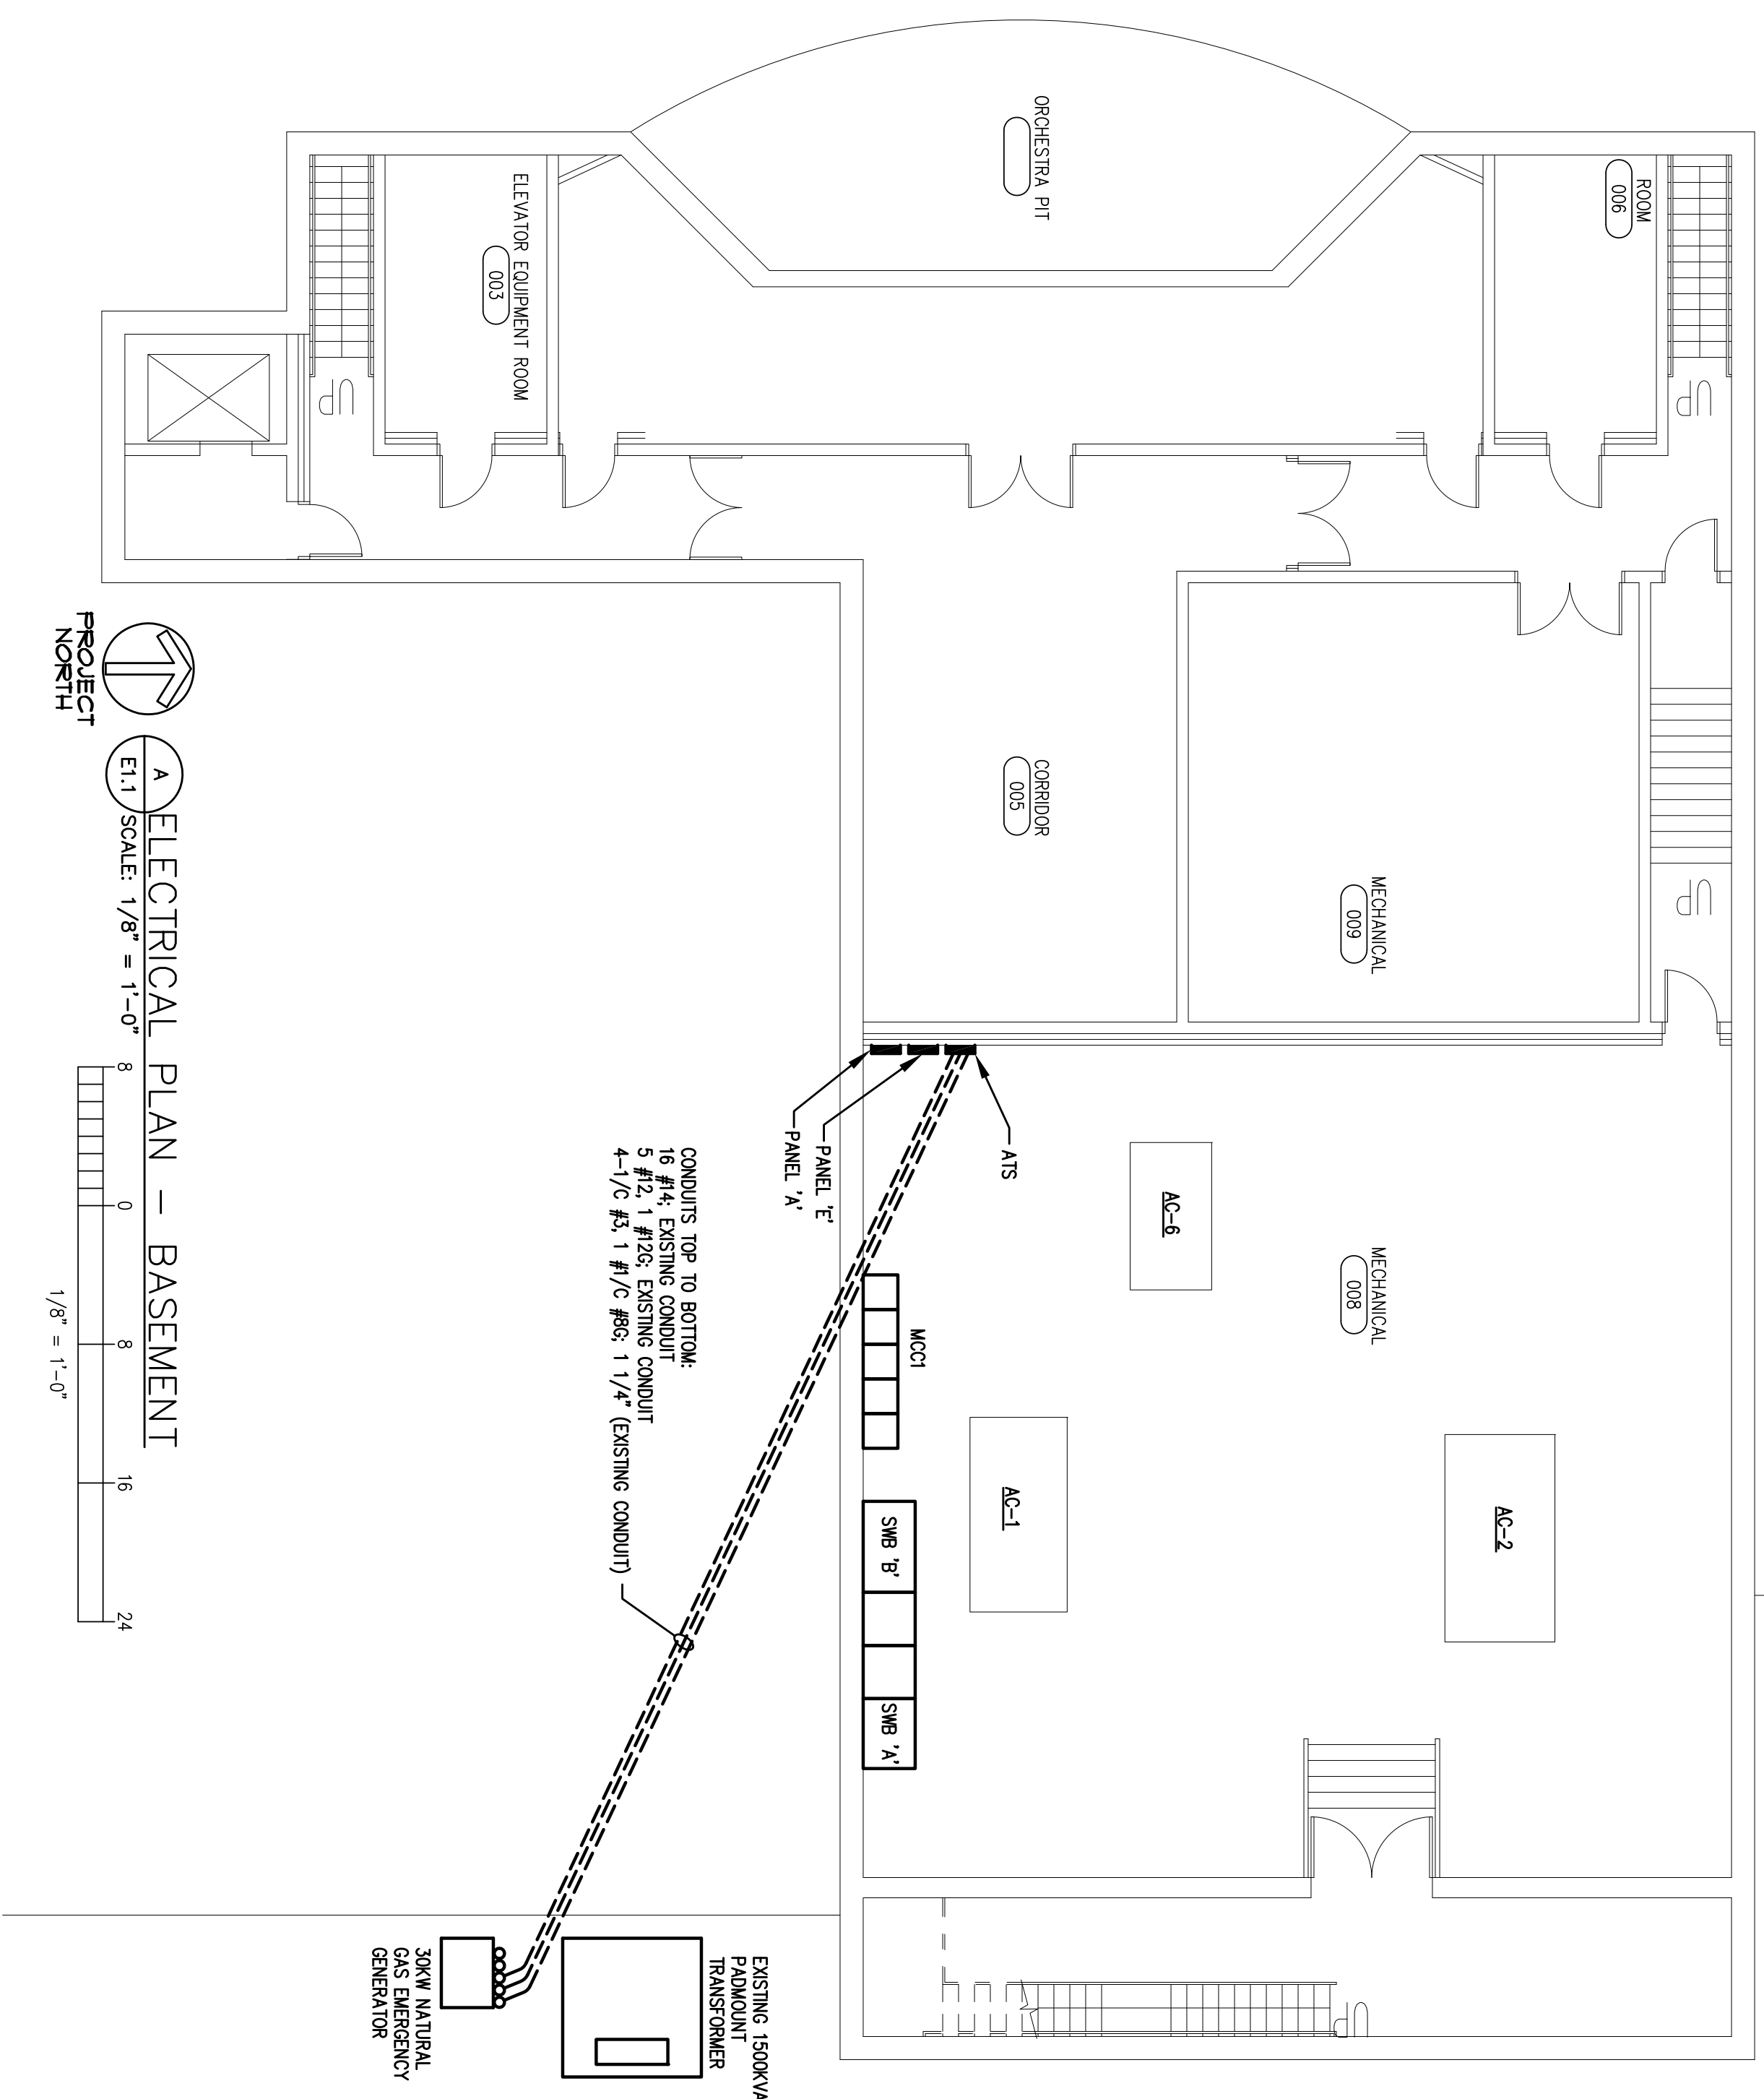 ROOM
006
UP
ORCHESTRA PIT
ELEVATOR EQUIPMENT ROOM
003
UP
CORRIDOR
005
MECHANICAL
009
UP
MECHANICAL
008
AC-6
AC-1
AC-2
ATS
PANEL 'E'
PANEL 'A'
MCC1
SWB 'B'
SWB 'A'
UP
CONDUITS TOP TO BOTTOM:
16 #14; EXISTING CONDUIT
5 #12, 1 #12G; EXISTING CONDUIT
4-1/C #3, 1 #1/C #8G; 1 1/4" (EXISTING CONDUIT)
EXISTING 1500KVA
PADMOUNT
TRANSFORMER
30KW NATURAL
GAS EMERGENCY
GENERATOR
PROJECT
NORTH
A
E1.1
ELECTRICAL PLAN - BASEMENT
SCALE: 1/8" = 1'-0"
8 0 8 16 24
1/8" = 1'-0"